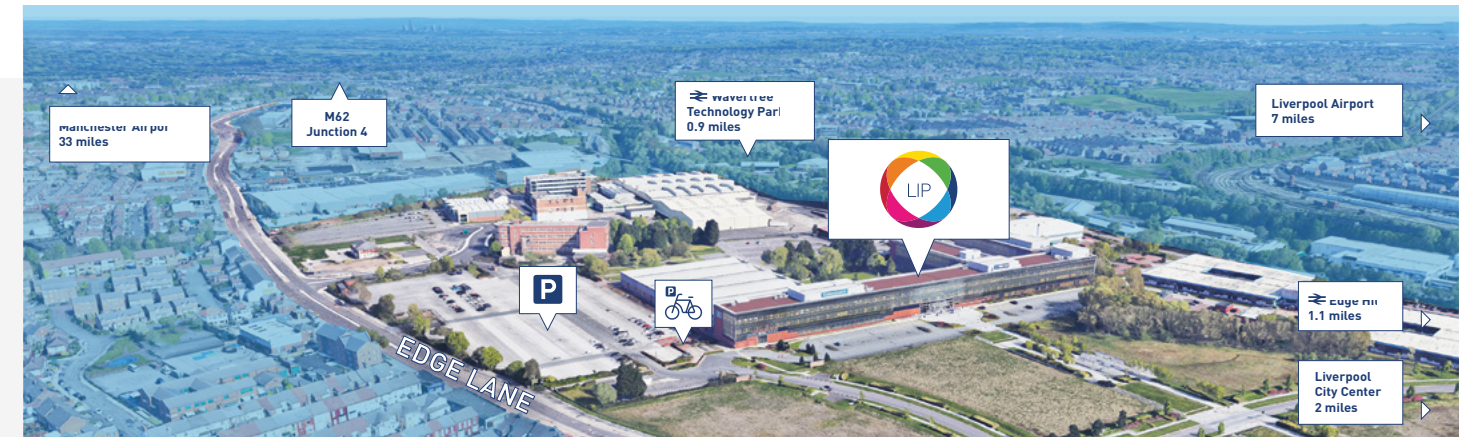 Manchester Airpor
33 miles
M62
Junction 4
Wavertree
Technology Par
0.9 miles
Liverpool Airport
7 miles
LIP
P
P
Edge Hill
1.1 miles
EDGE LANE
Liverpool
City Center
2 miles